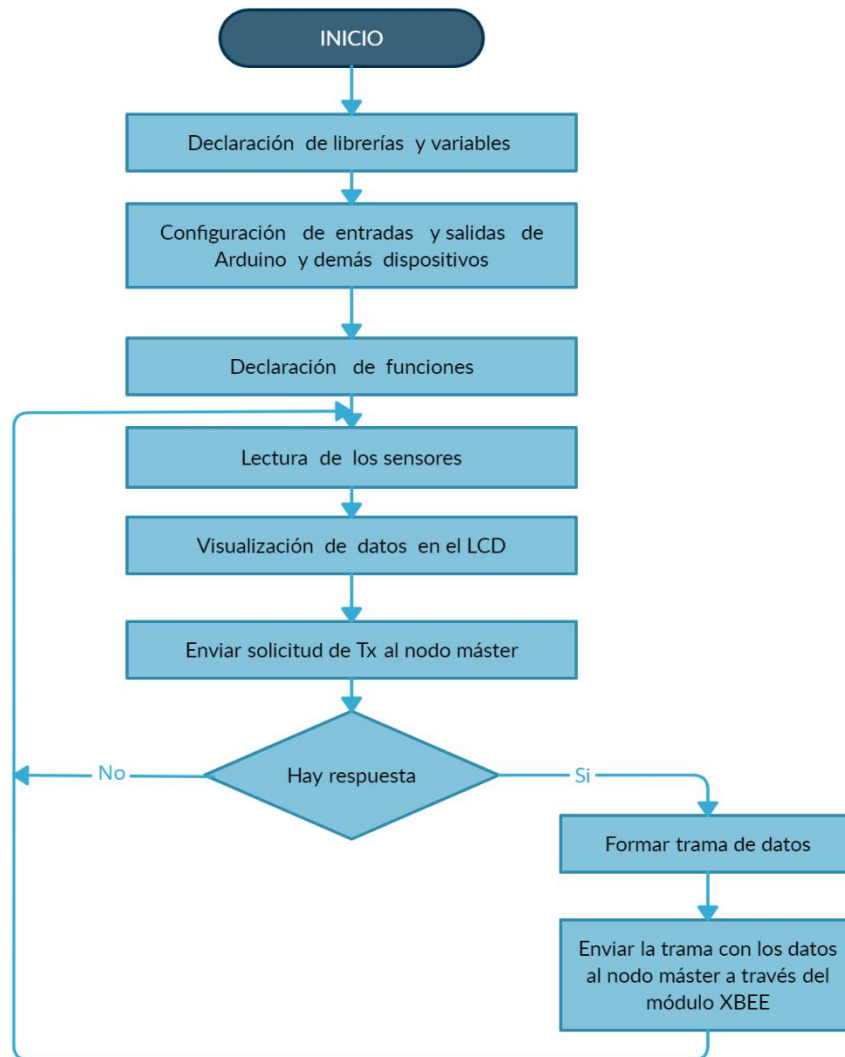 INICIO
Declaración de librerías y variables
Configuración de entradas y salidas de
Arduino y demás dispositivos
Declaración de funciones
Lectura de los sensores
Visualización de datos en el LCD
Enviar solicitud de Tx al nodo máster
Hay respuesta
No
Si
Formar trama de datos
Enviar la trama con los datos
al nodo máster a través del
módulo XBEE